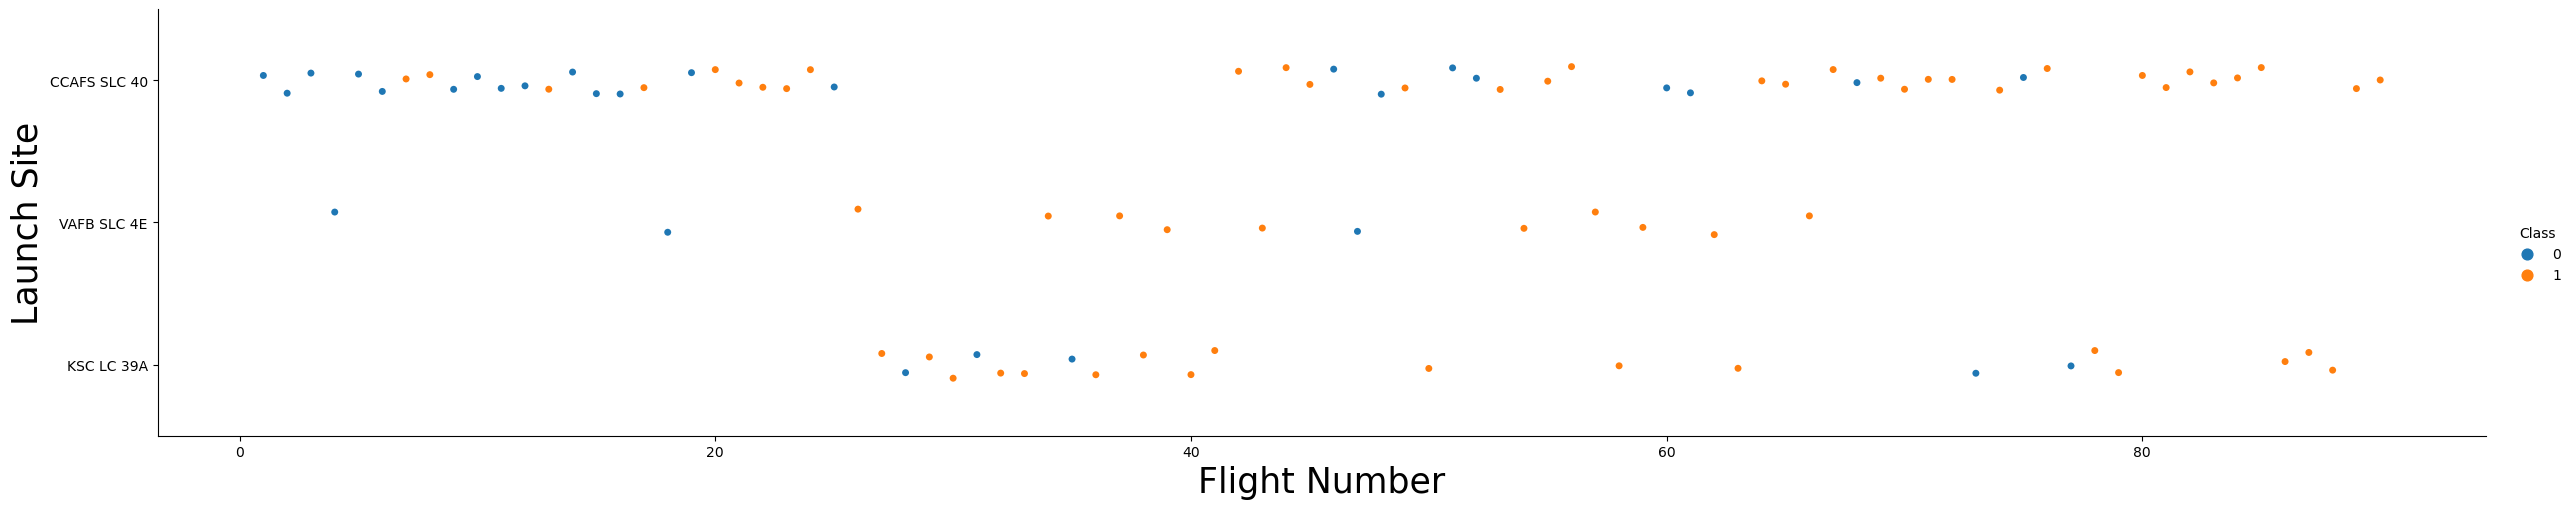 CCAFS SLC 40
VAFB SLC 4E
KSC LC 39A
Launch Site
0 20 40 60 80
Flight Number
Class
0
1